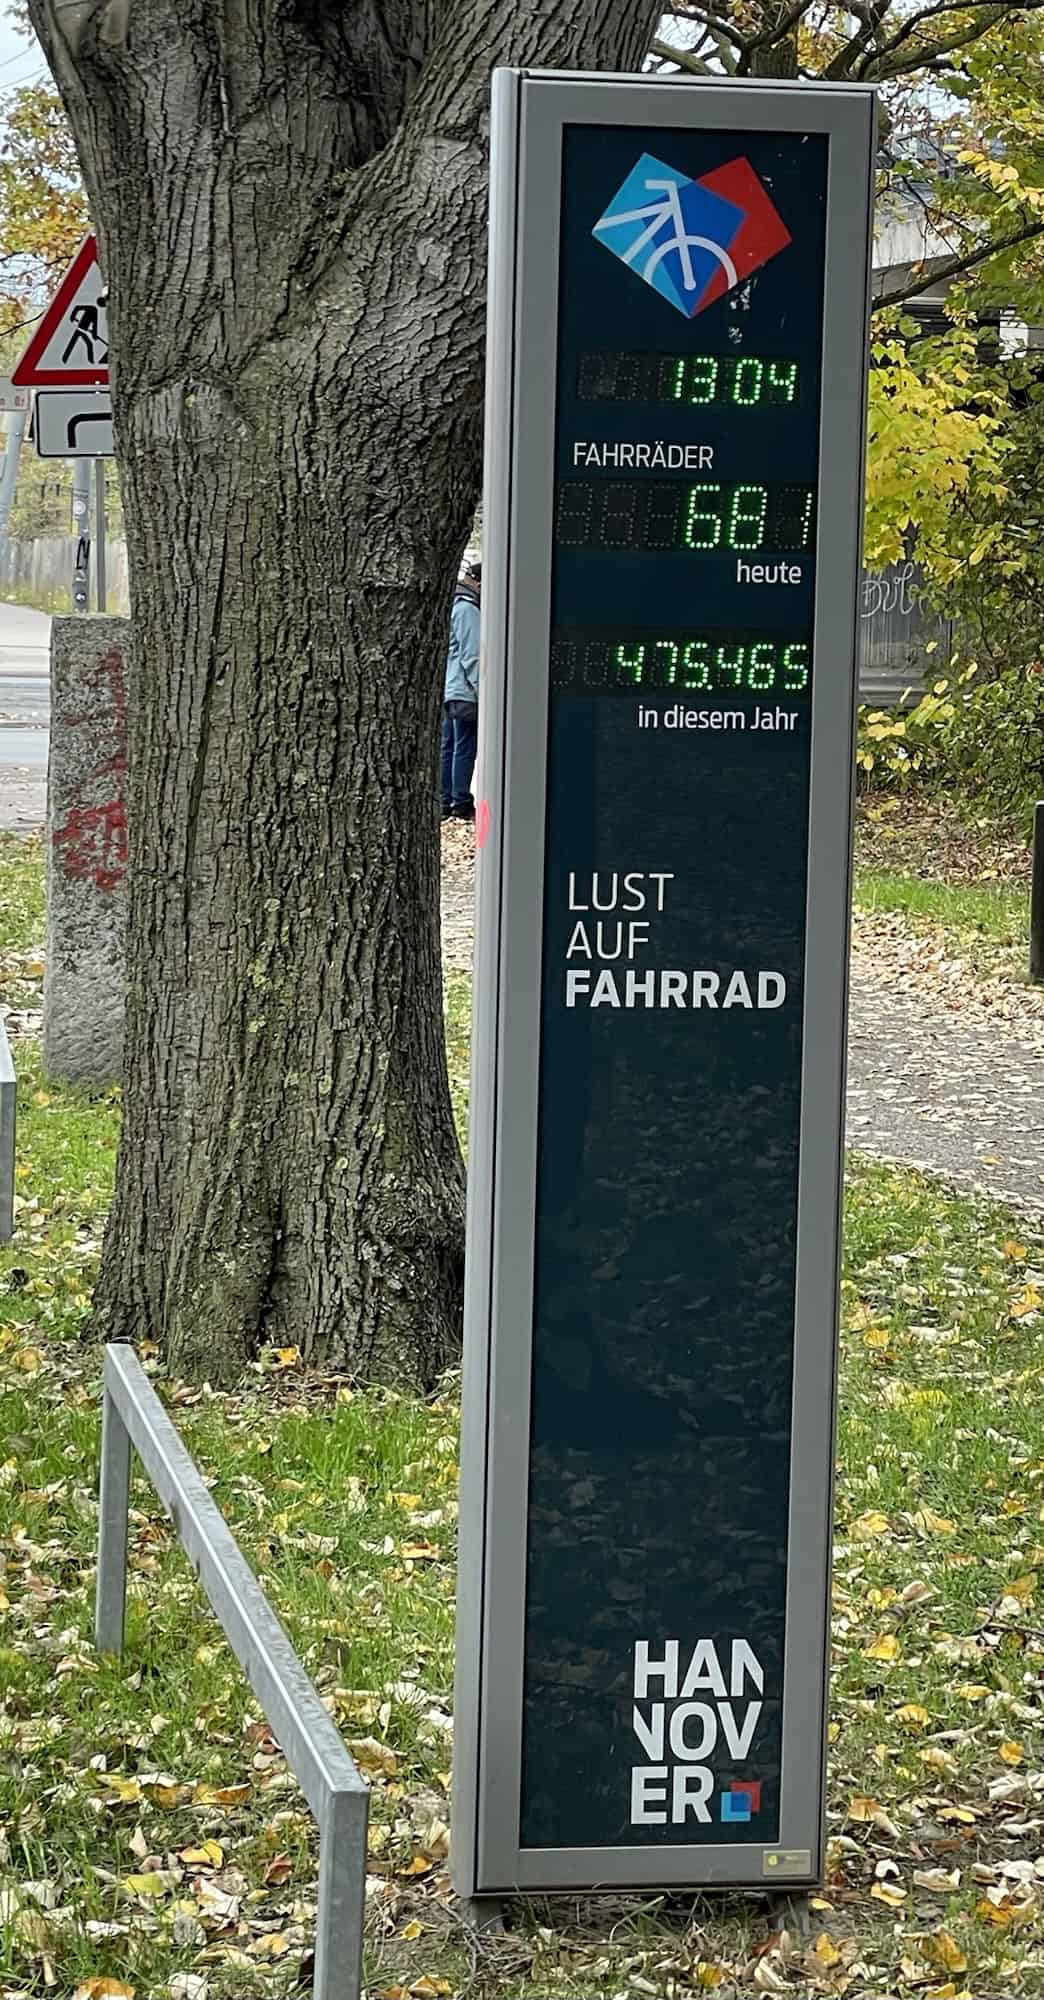 13 04
FAHRRÄDER
681
heute
475.465
in diesem Jahr
LUST
AUF
FAHRRAD
HAN
NOV
ER